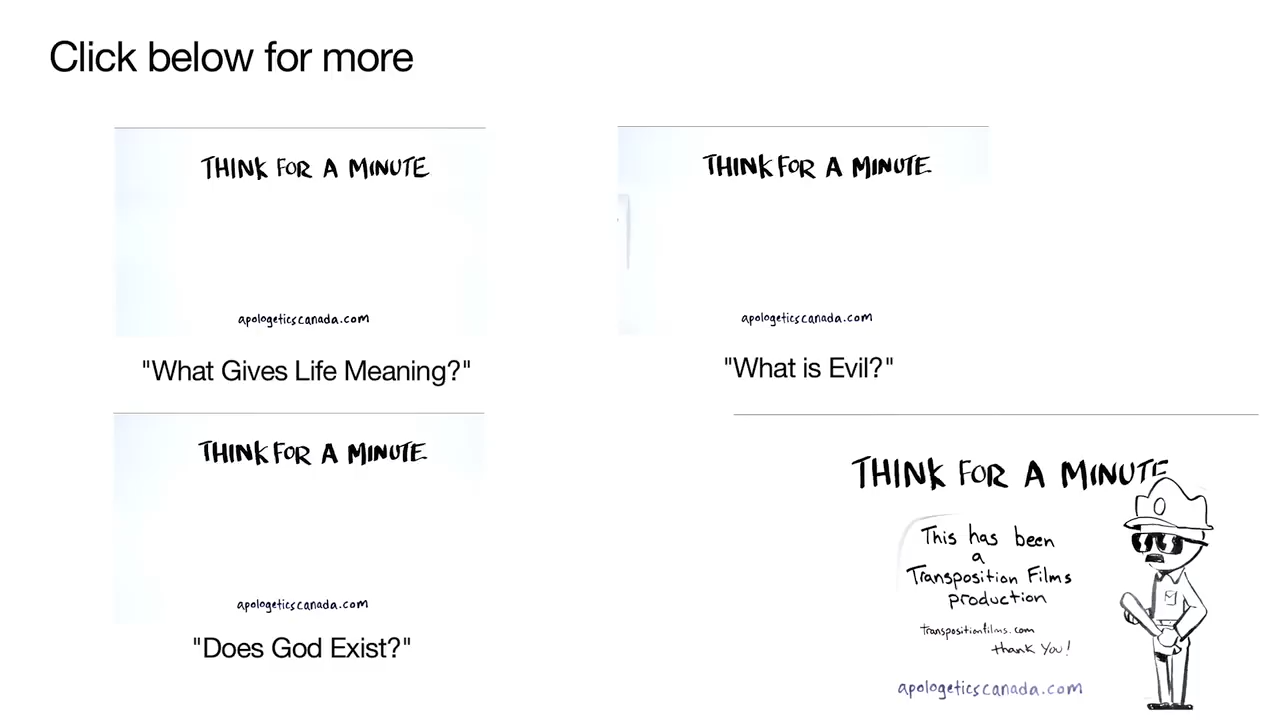 Click below for more
THINK FOR A MINUTE
apologeticscanada.com
"What Gives Life Meaning?"
THINK FOR A MINUTE
apologeticscanada.com
"What is Evil?"
THINK FOR A MINUTE
apologeticscanada.com
"Does God Exist?"
THINK FOR A MINUTE
This has been
a
Transposition Films
production
transpositionfilms.com
thank You!
apologeticscanada.com